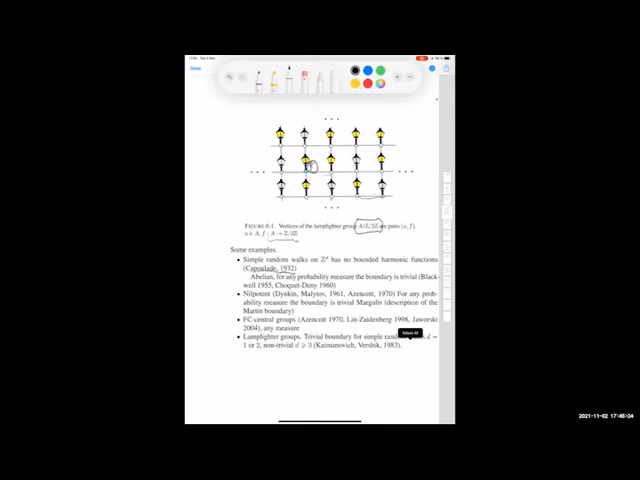 Done
FIGURE 0.1. Vertices of the lamplighter group A≀Z/2Z are pairs (a, f),
a ∈ A, f : A → Z/2Z
Some examples.
• Simple random walks on Z^d has no bounded harmonic functions
(Capoulade, 1932)
Abelian, for any probability measure the boundary is trivial (Black-
well 1955, Choquet-Deny 1960)
• Nilpotent (Dynkin, Malytov, 1961, Azencott, 1970) For any prob-
ability measure the boundary is trivial Margulis (description of the
Martin boundary)
• FC-central groups (Azencott 1970, Lin-Zaidenberg 1998, Jaworski
2004), any measure
Select All
• Lamplighter groups. Trivial boundary for simple d =
1 or 2, non-trivial d ⩾ 3 (Kaimanovich, Vershik, 1983).
2021-11-02 17:45:04